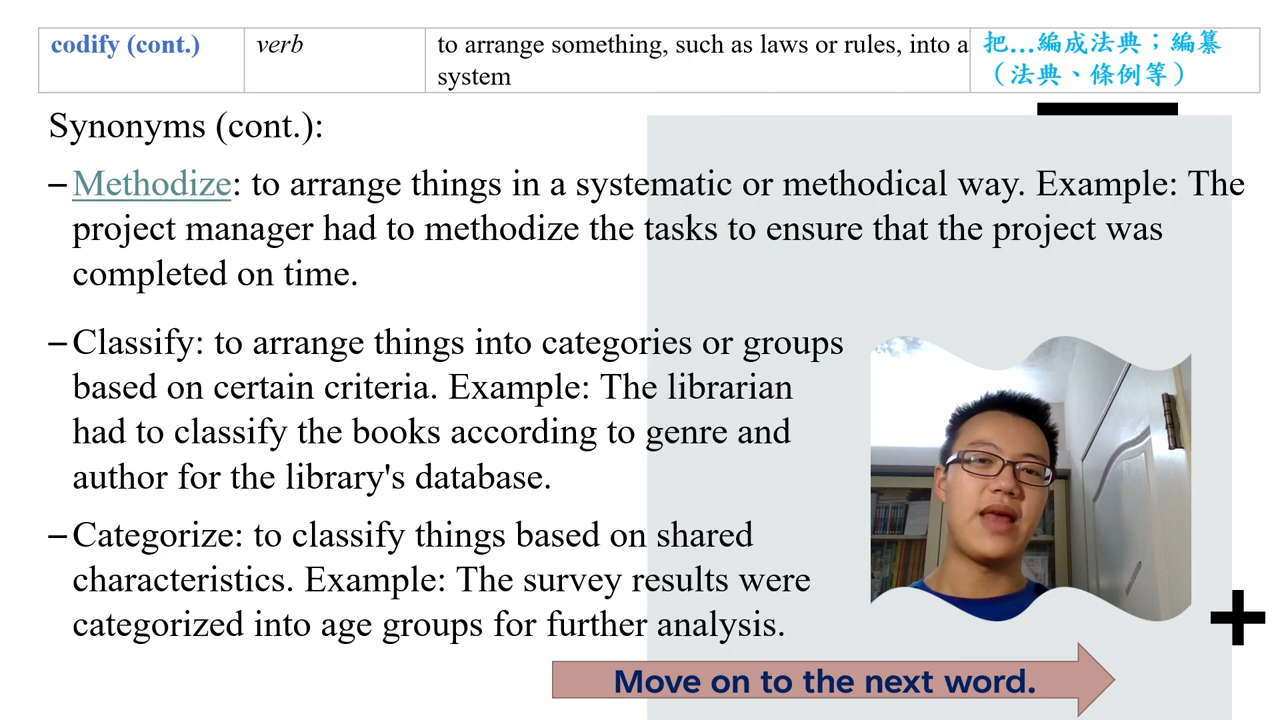 codify (cont.)
verb
to arrange something, such as laws or rules, into a
system
把…編成法典；編纂
（法典、條例等）
Synonyms (cont.):
–Methodize: to arrange things in a systematic or methodical way. Example: The
project manager had to methodize the tasks to ensure that the project was
completed on time.
–Classify: to arrange things into categories or groups
based on certain criteria. Example: The librarian
had to classify the books according to genre and
author for the library's database.
–Categorize: to classify things based on shared
characteristics. Example: The survey results were
categorized into age groups for further analysis.
Move on to the next word.